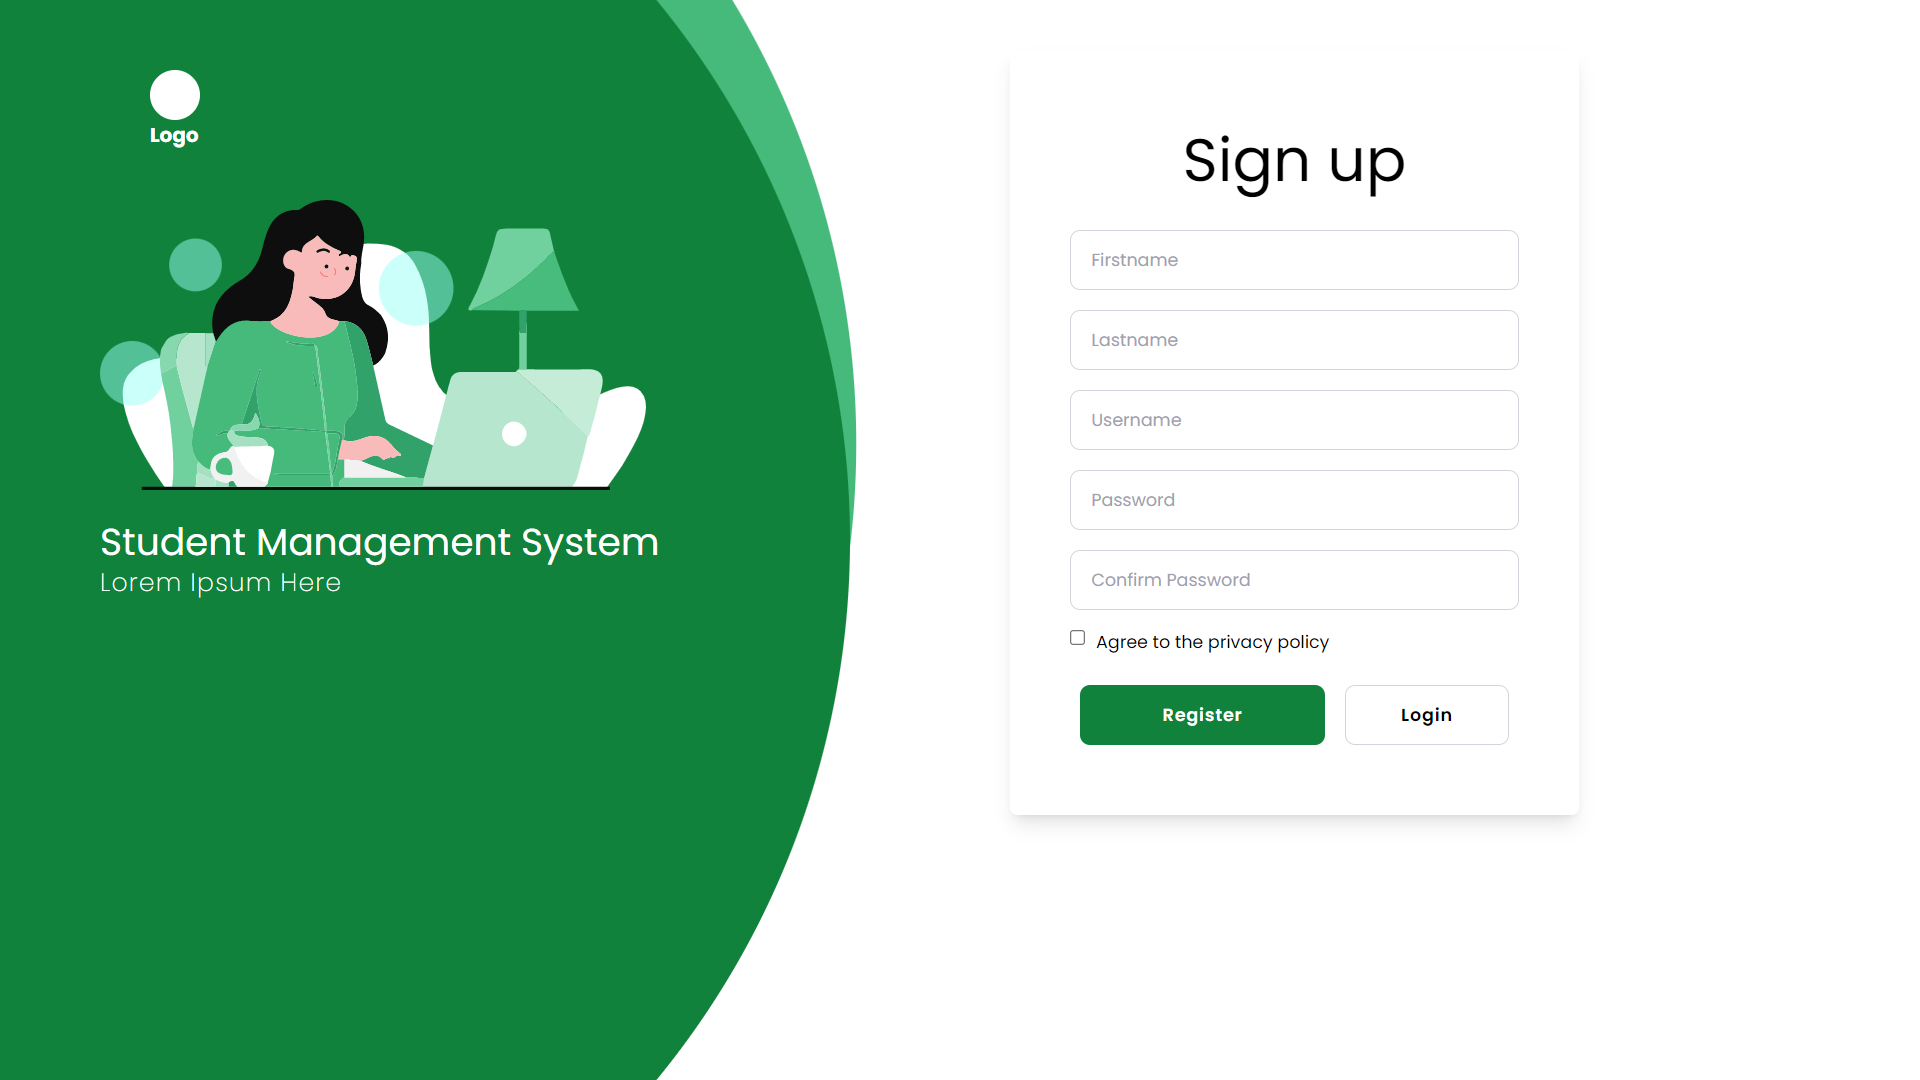 Logo
Student Management System
Lorem Ipsum Here
Sign up
Firstname
Lastname
Username
Password
Confirm Password
Agree to the privacy policy
Register
Login